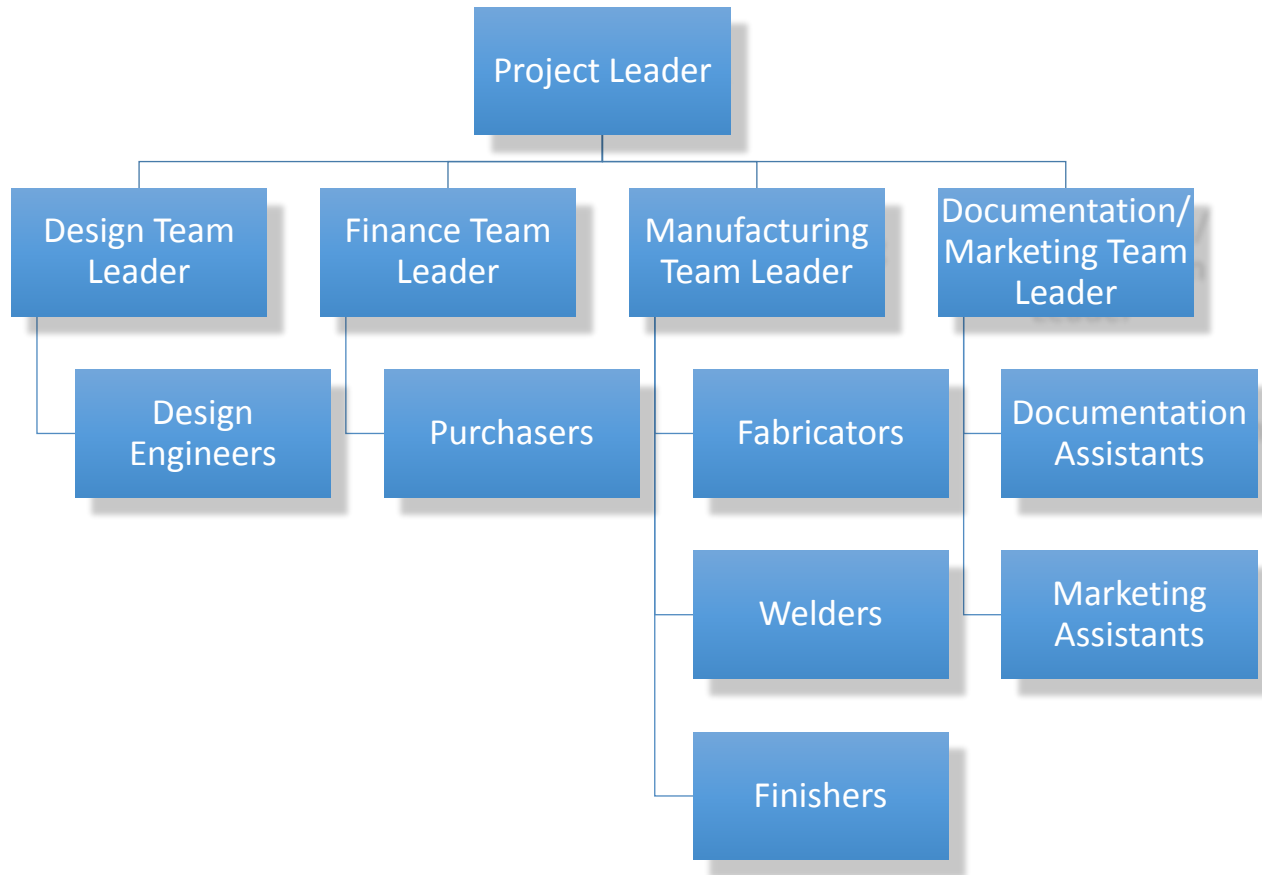 Project Leader
Design Team
Leader
Finance Team
Leader
Manufacturing
Team Leader
Documentation/
Marketing Team
Leader
Design
Engineers
Purchasers
Fabricators
Documentation
Assistants
Welders
Marketing
Assistants
Finishers